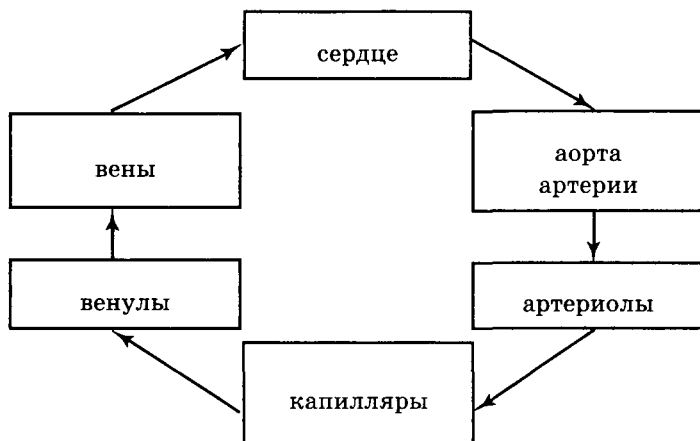 сердце
вены
аорта
артерии
венулы
артериолы
капилляры